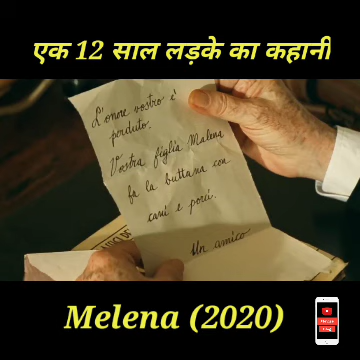 एक 12 साल लड़के का कहानी
L'onore vostro è
perduto.
Vostra figlia Malena
fa la buttana con
cani e porci.
Un amico
Melena (2020)